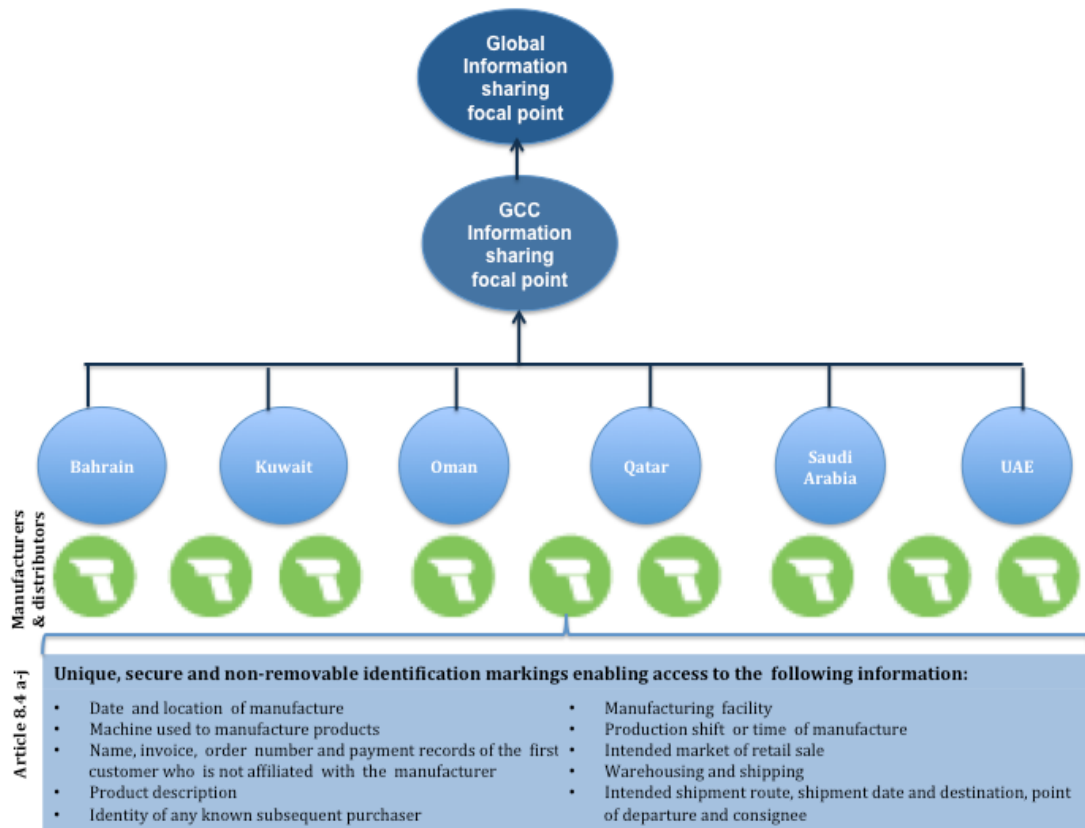 Global
Information
sharing
focal point
GCC
Information
sharing
focal point
Bahrain
Kuwait
Oman
Qatar
Saudi
Arabia
UAE
Manufacturers
& distributors
Article 8.4 a-j
Unique, secure and non-removable identification markings enabling access to the following information:
• Date and location of manufacture
• Machine used to manufacture products
• Name, invoice, order number and payment records of the first
customer who is not affiliated with the manufacturer
• Product description
• Identity of any known subsequent purchaser
• Manufacturing facility
• Production shift or time of manufacture
• Intended market of retail sale
• Warehousing and shipping
• Intended shipment route, shipment date and destination, point
of departure and consignee